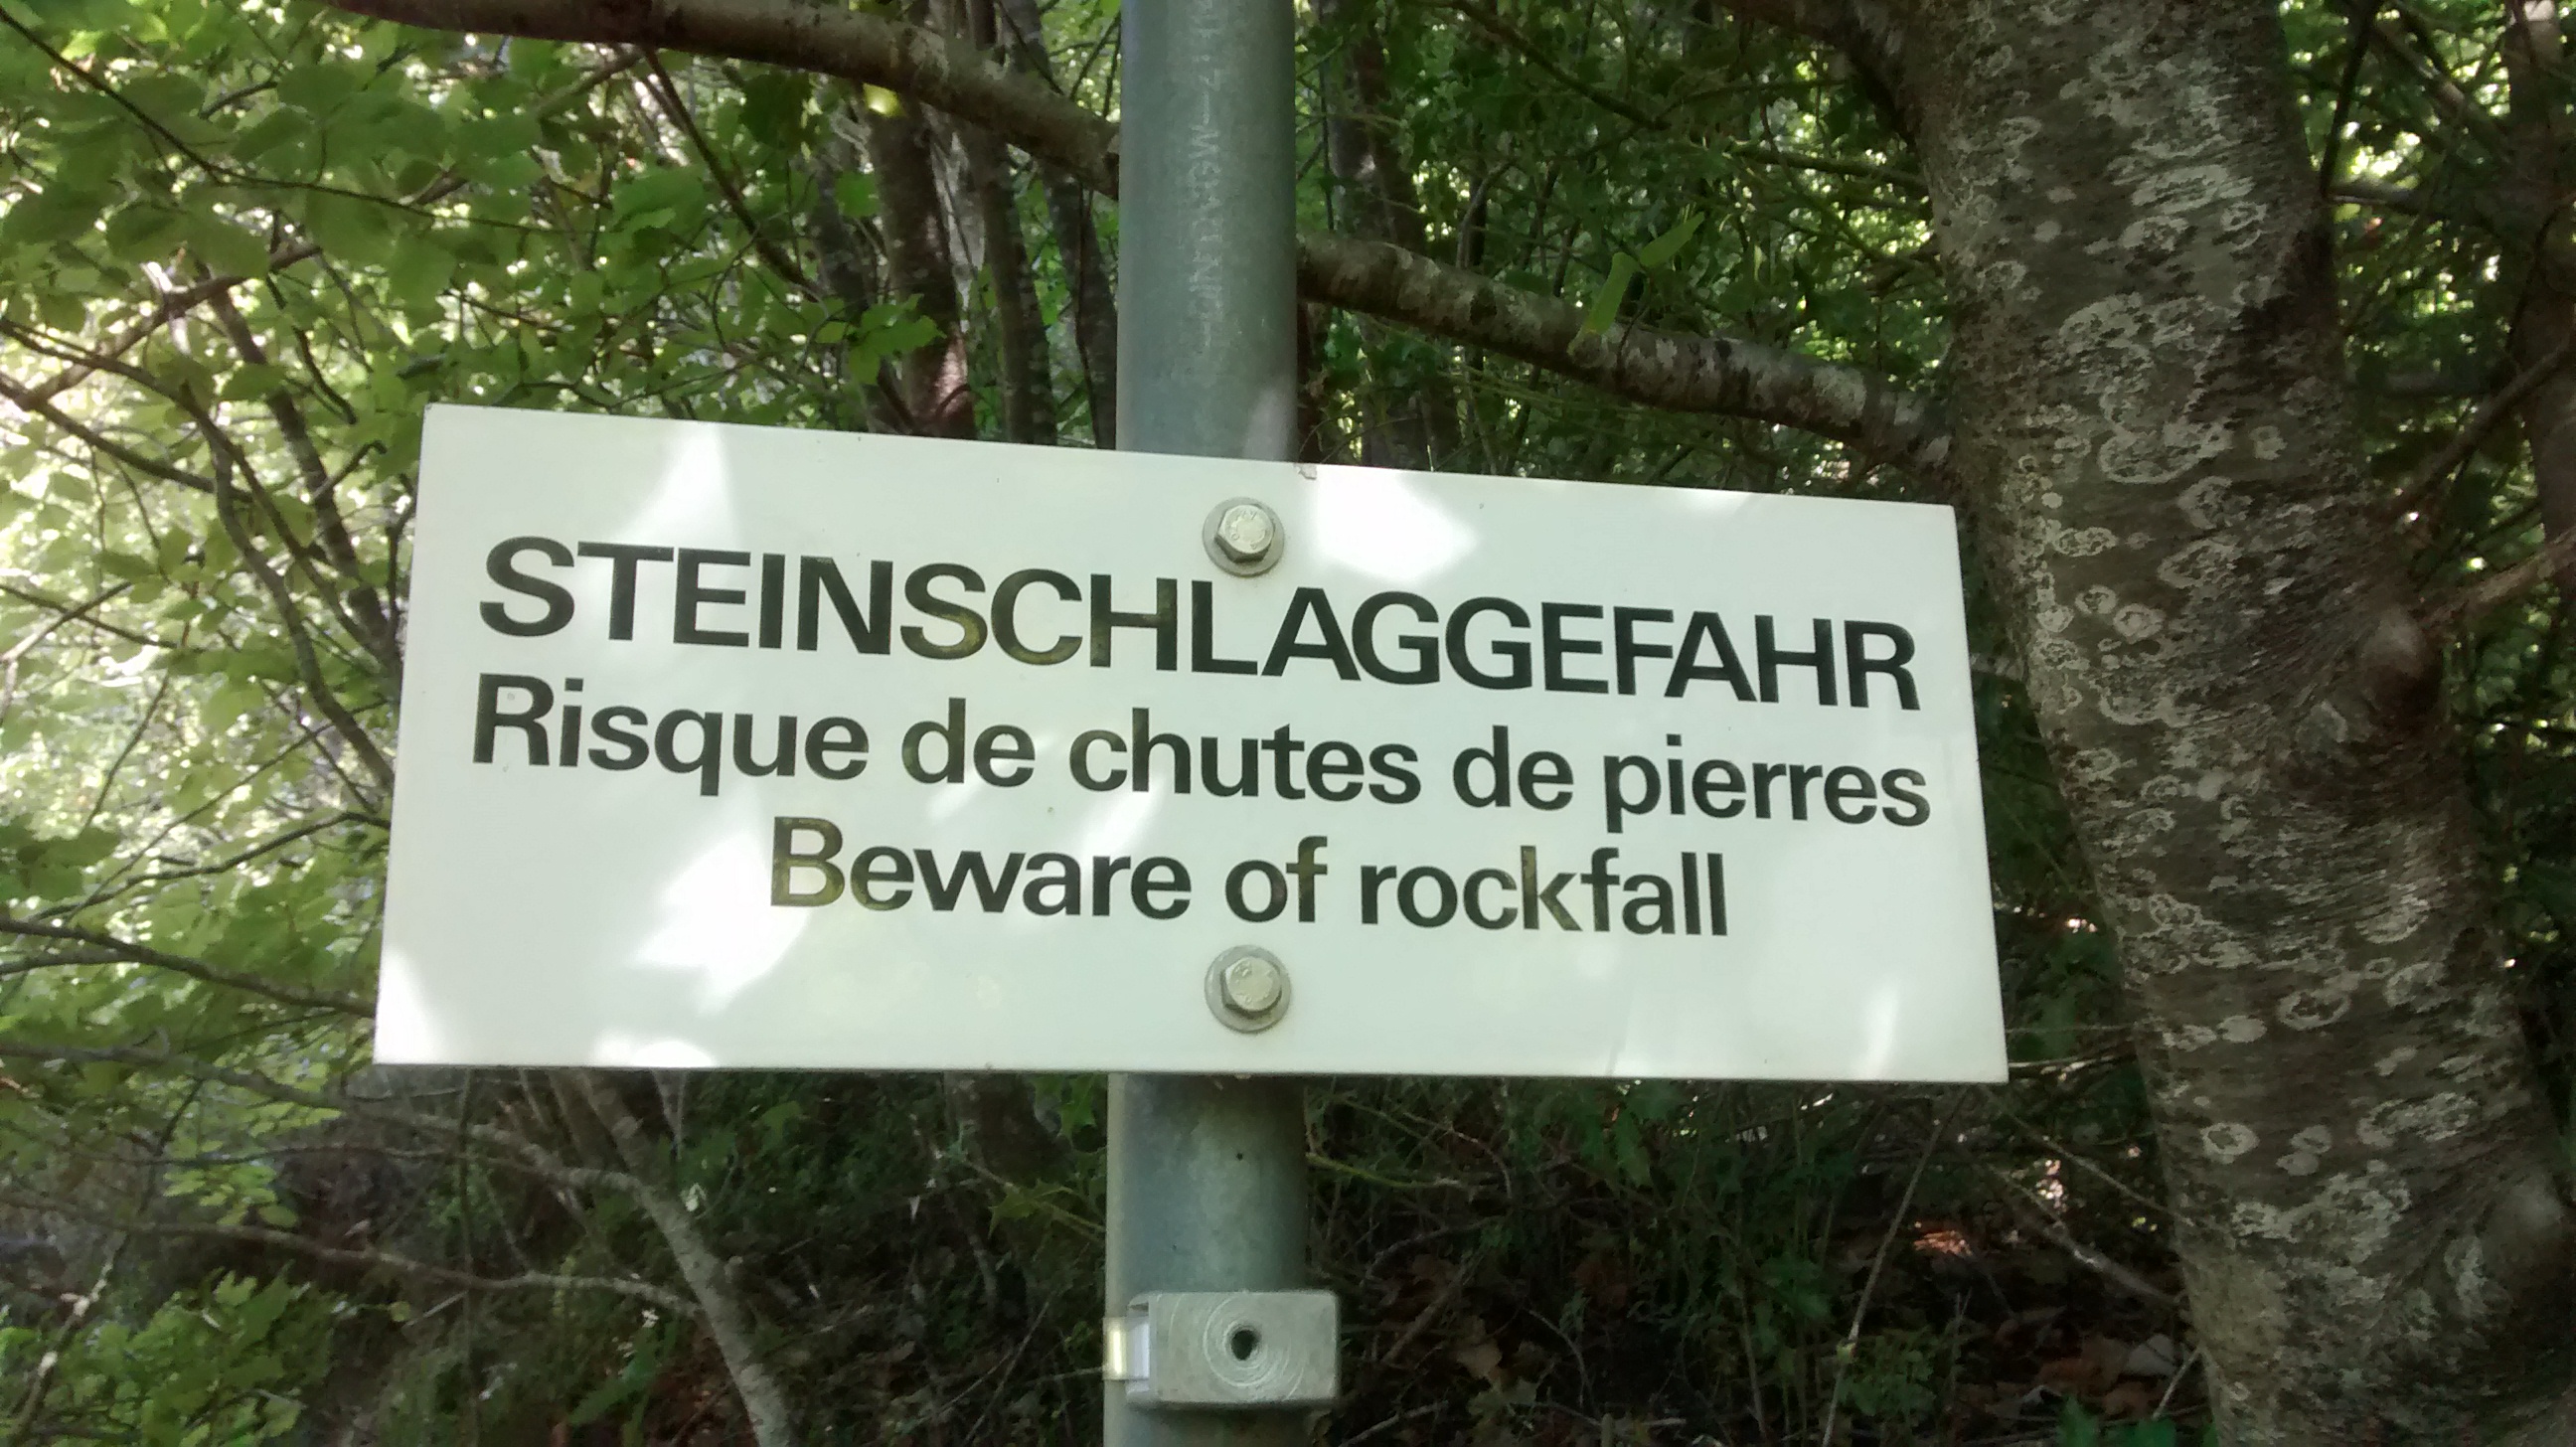 STEINSCHLAGGEFAHR
Risque de chutes de pierres
Beware of rockfall